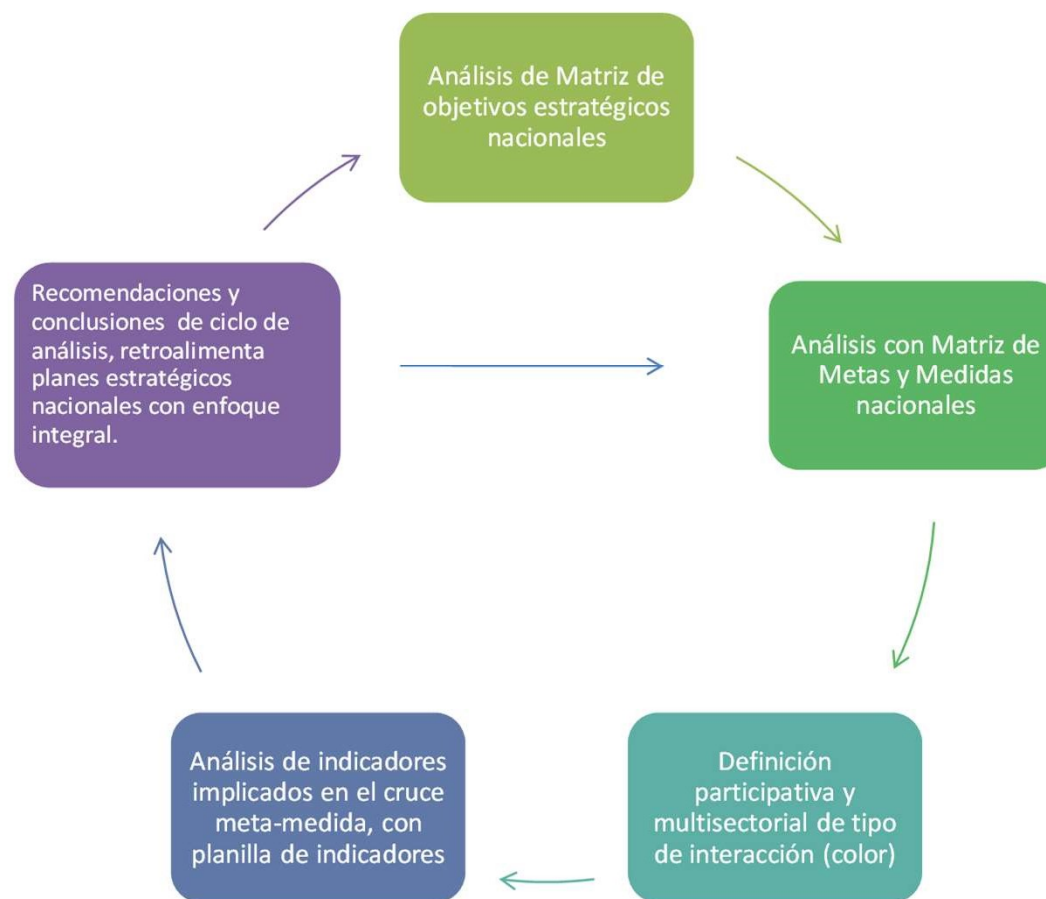 Análisis de Matriz de
objetivos estratégicos
nacionales
Análisis con Matriz de
Metas y Medidas
nacionales
Definición
participativa y
multisectorial de tipo
de interacción (color)
Análisis de indicadores
implicados en el cruce
meta-medida, con
planilla de indicadores
Recomendaciones y
conclusiones de ciclo de
análisis, retroalimenta
planes estratégicos
nacionales con enfoque
integral.